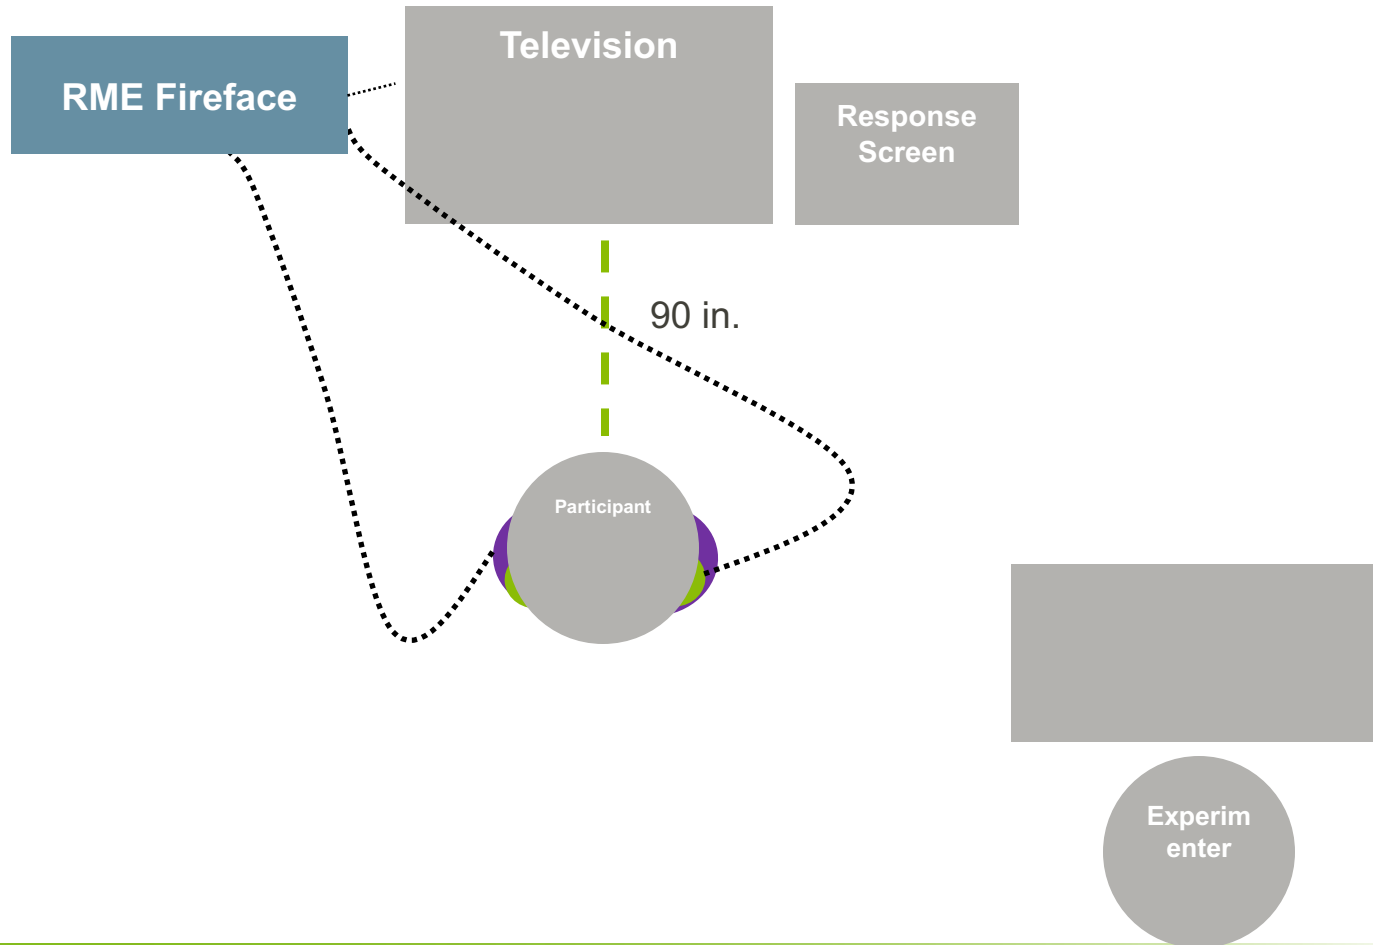 Television
RME Fireface
Response
Screen
90 in.
Participant
Experim
enter